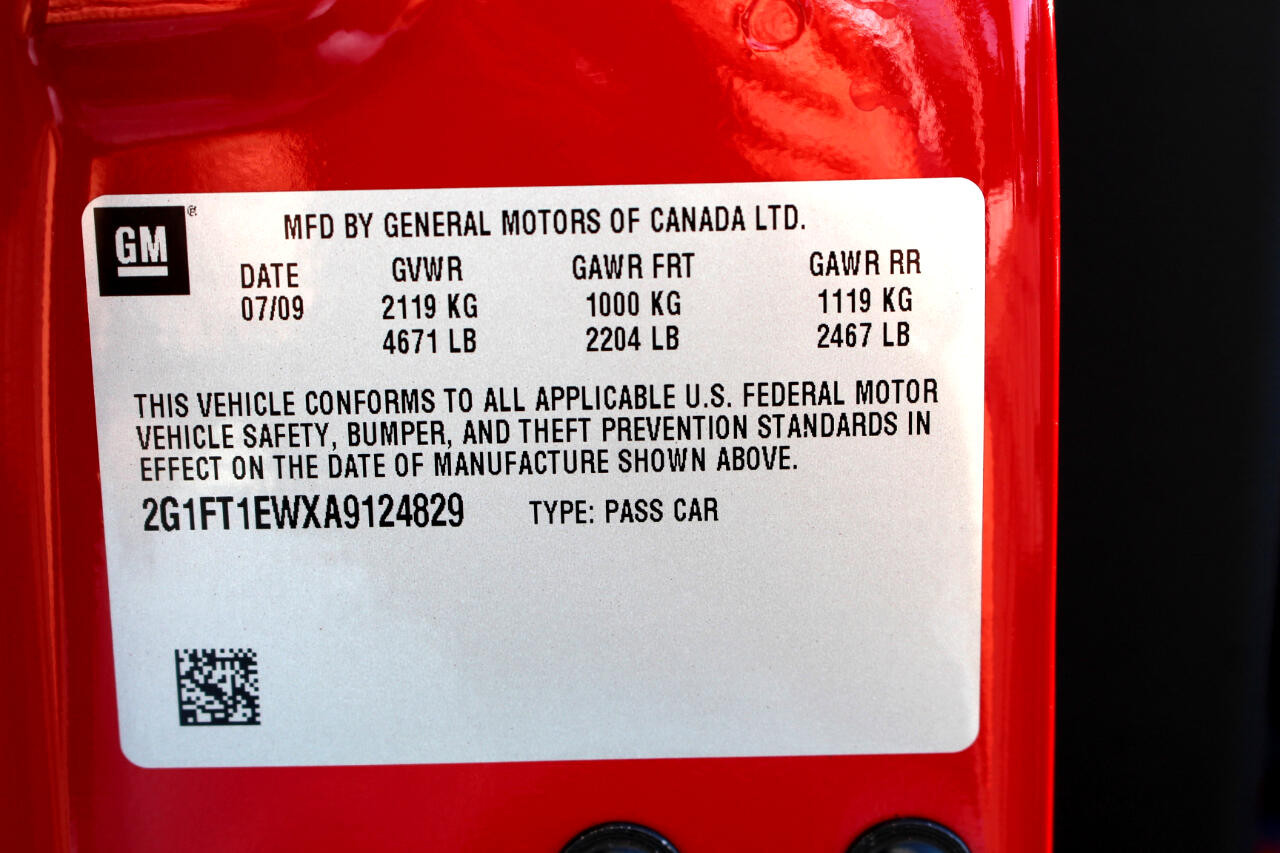 GM
MFD BY GENERAL MOTORS OF CANADA LTD.
DATE GVWR GAWR FRT GAWR RR
07/09 2119 KG 1000 KG 1119 KG
4671 LB 2204 LB 2467 LB
THIS VEHICLE CONFORMS TO ALL APPLICABLE U.S. FEDERAL MOTOR
VEHICLE SAFETY, BUMPER, AND THEFT PREVENTION STANDARDS IN
EFFECT ON THE DATE OF MANUFACTURE SHOWN ABOVE.
2G1FT1EWXA9124829 TYPE: PASS CAR